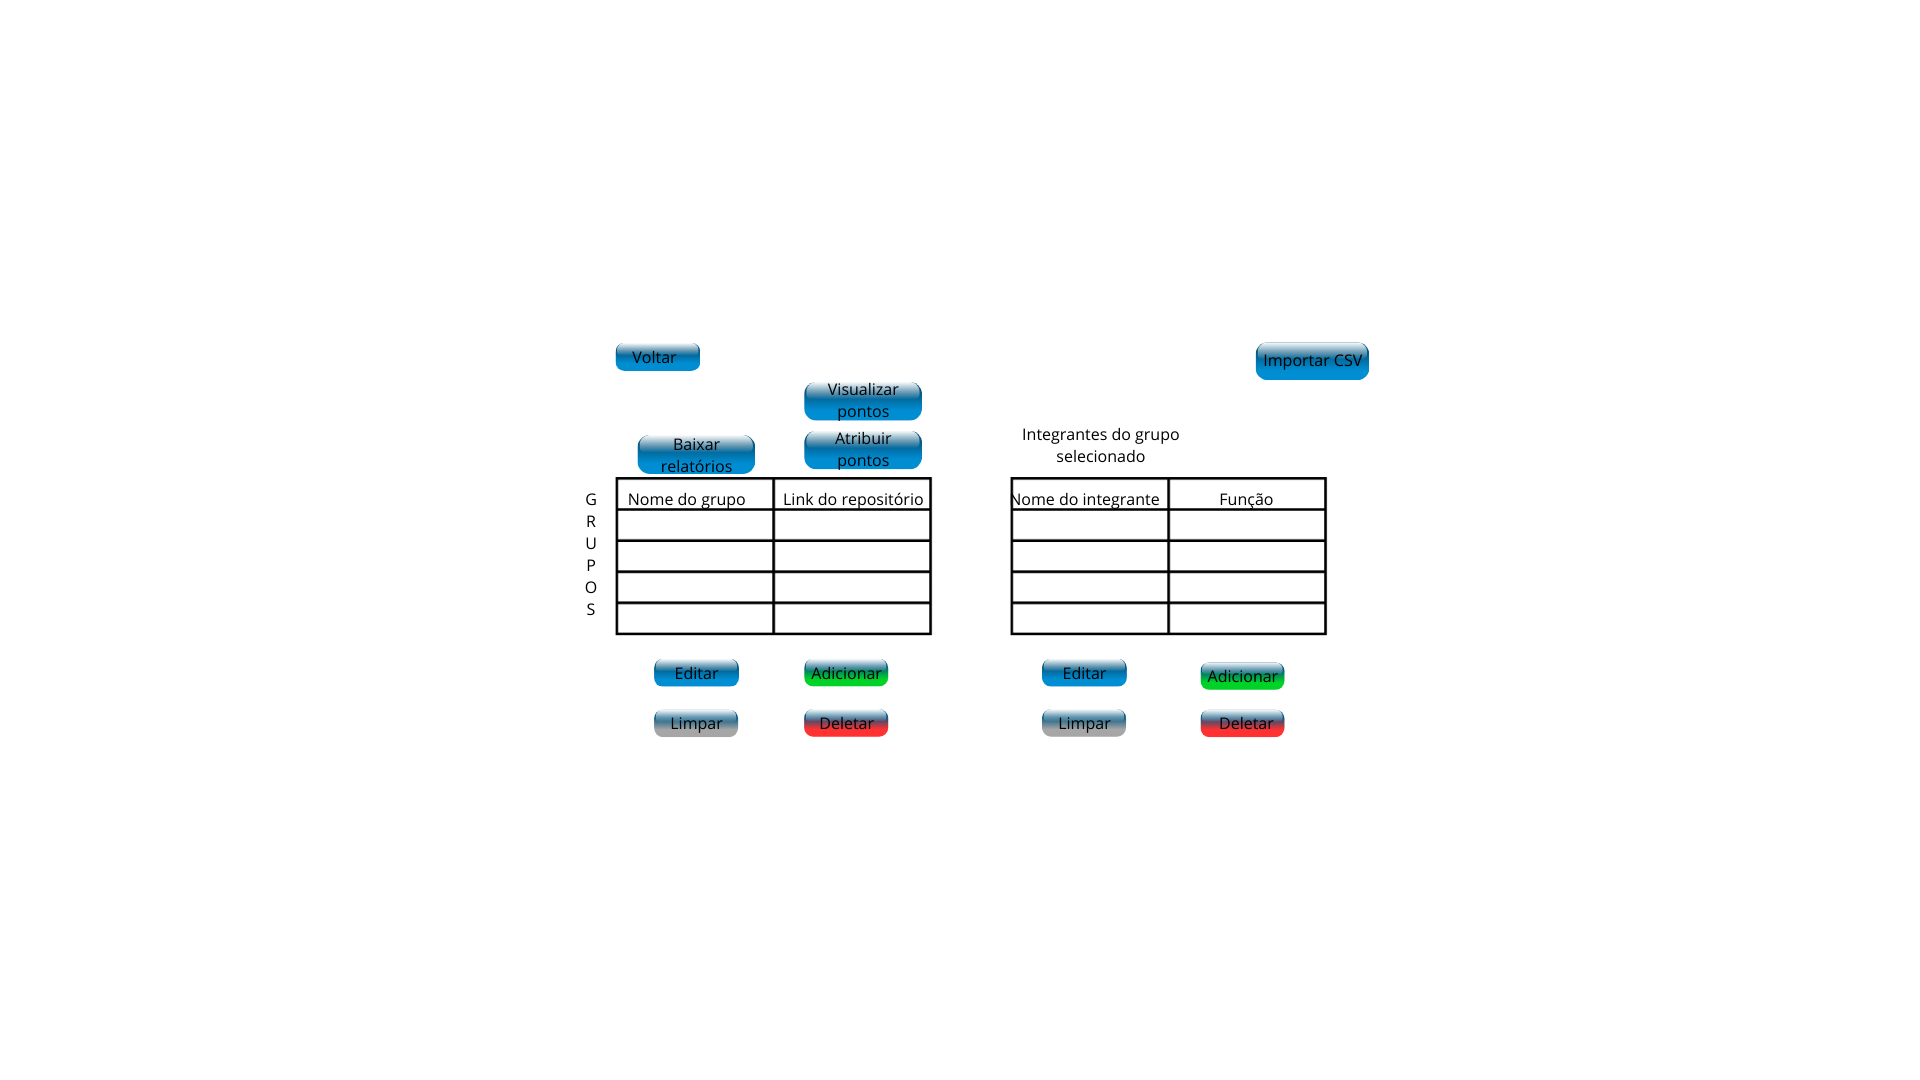 Voltar
Importar CSV
Visualizar
pontos
Baixar
relatórios
Atribuir
pontos
Integrantes do grupo
selecionado
G
R
U
P
O
S
Nome do grupo
Link do repositório
Nome do integrante
Função
Editar
Adicionar
Editar
Adicionar
Limpar
Deletar
Limpar
Deletar